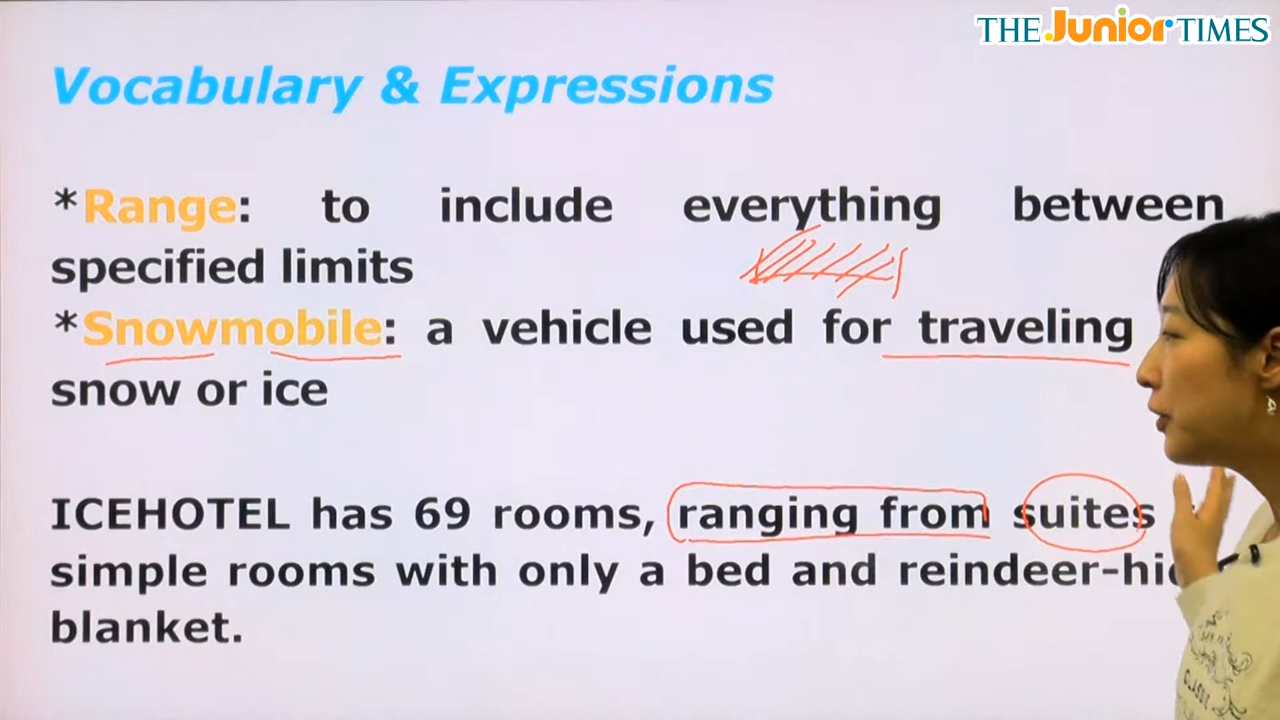 THE Junior TIMES
Vocabulary & Expressions
*Range: to include everything between
specified limits
*Snowmobile: a vehicle used for traveling
snow or ice
ICEHOTEL has 69 rooms, ranging from suites
simple rooms with only a bed and
blanket.